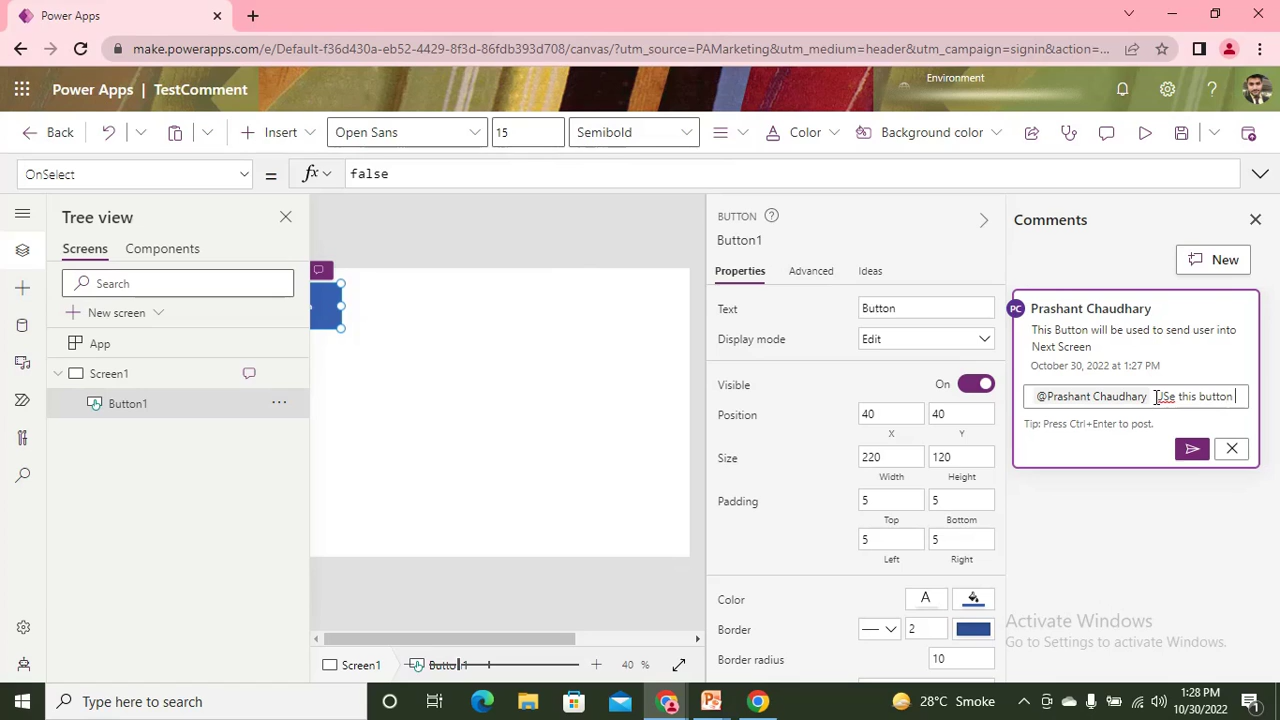 Power Apps
make.powerapps.com/e/Default-f36d430a-eb52-4429-8f3d-86fdb3593d708/canvas/?utm_source=PAMarketing&utm_medium=header&utm_campaign=signin&action=...
Power Apps | TestComment
Environment
Back
Insert
Open Sans
15
Semibold
Color
Background color
OnSelect
=
fx
false
Tree view
Screens
Components
Search
New screen
App
Screen1
Button1
...
BUTTON
Button1
Properties
Advanced
Ideas
Text
Button
Display mode
Edit
Visible
On
Position
40
40
X
Y
Size
220
120
Width
Height
Padding
5
5
Top
Bottom
5
5
Left
Right
Color
A
Border
2
Border radius
10
Comments
New
PC
Prashant Chaudhary
This Button will be used to send user into
Next Screen
October 30, 2022 at 1:27 PM
@Prashant Chaudhary USe this button
Tip: Press Ctrl+Enter to post.
Activate Windows
Go to Settings to activate Windows.
Screen1
Button1
40 %
Type here to search
28°C Smoke
1:28 PM
10/30/2022
1